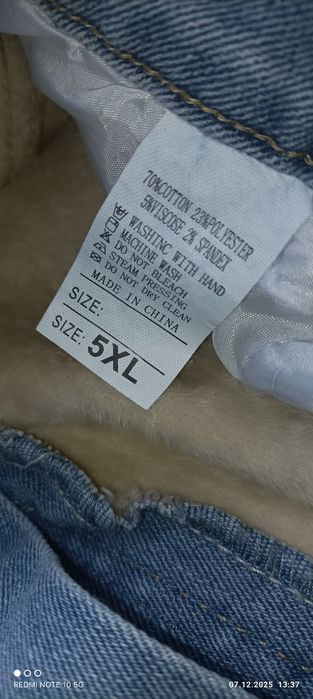 70%COTTON 23%POLYESTER
5%VISCOSE 2% SPANDEX
WASHING WITH HAND
MACHINE WASH
DO NOT BLEACH
STEAM PRESSING
DO NOT DRY CLEAN
MADE IN CHINA
SIZE:
SIZE: 5XL
REDMI NOTE 10 5G
07.12.2025 13:37